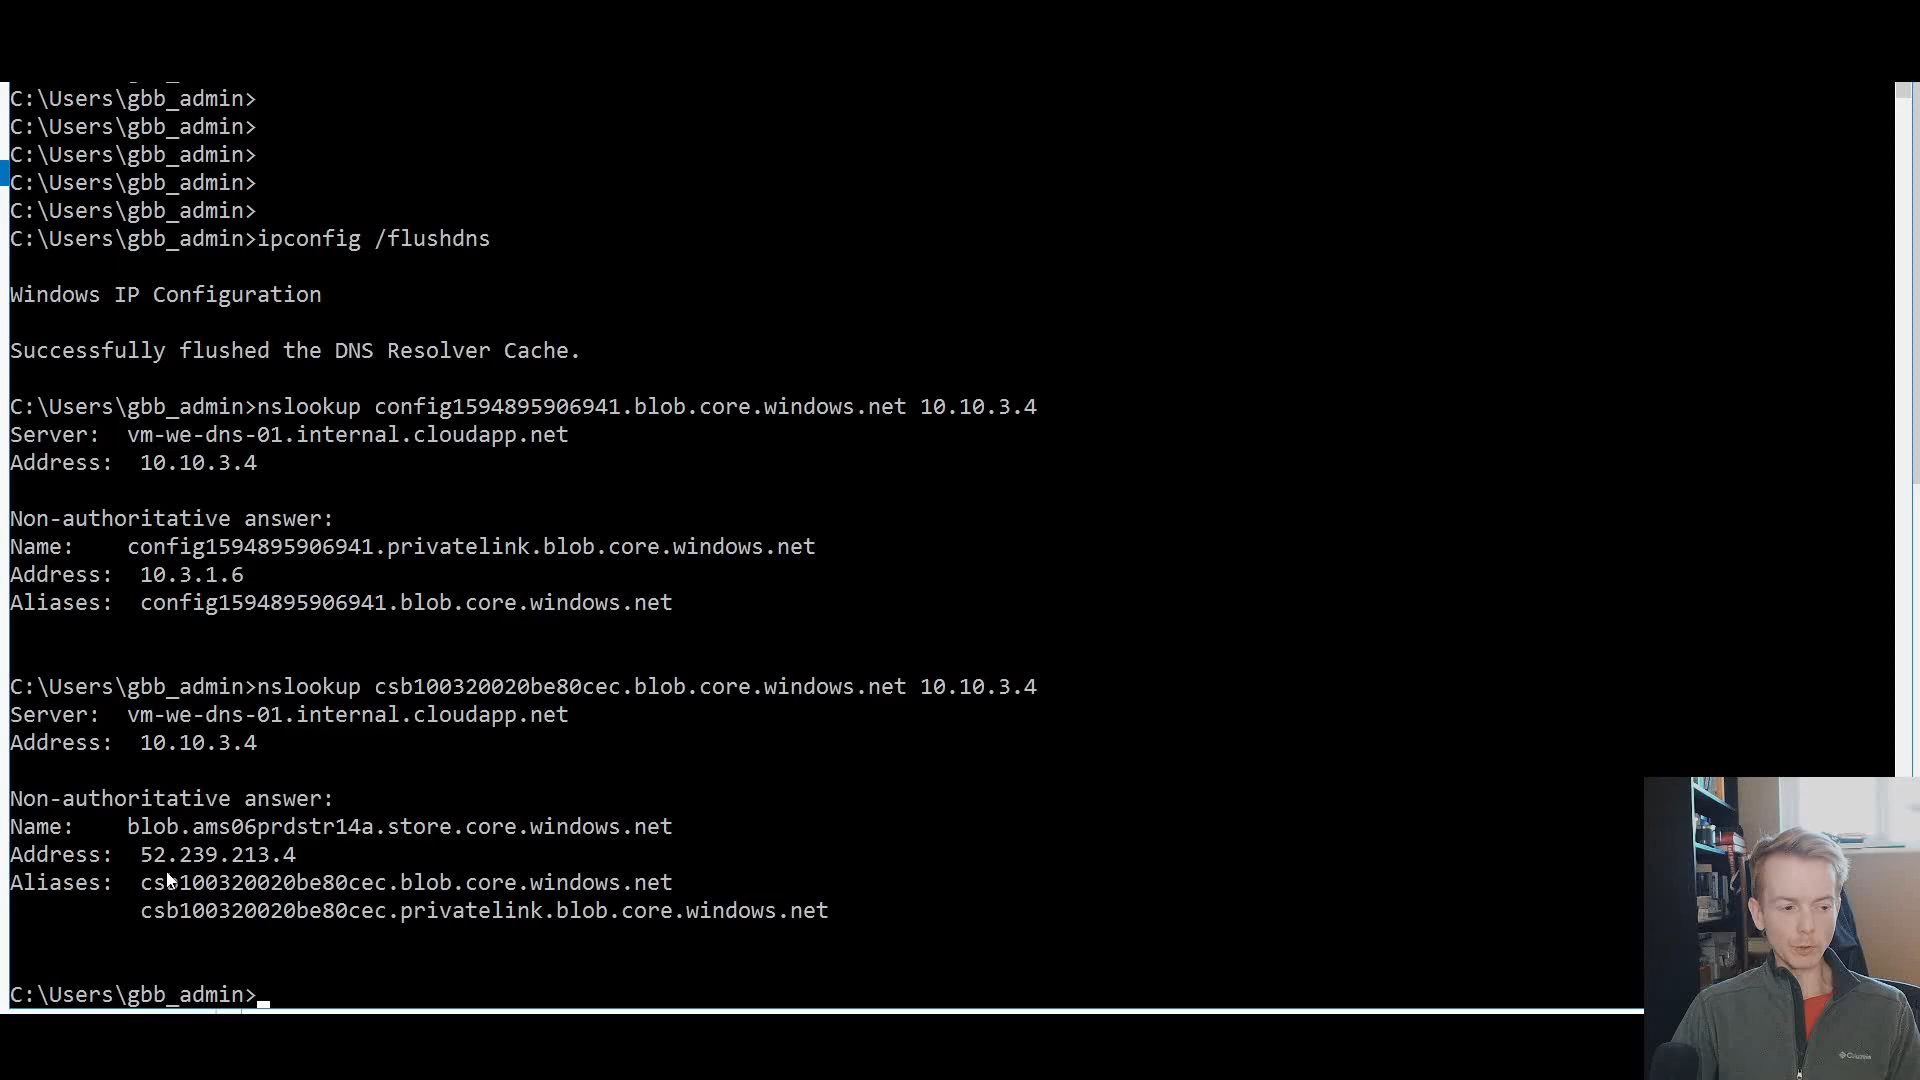 C:\Users\gbb_admin>
C:\Users\gbb_admin>
C:\Users\gbb_admin>
C:\Users\gbb_admin>
C:\Users\gbb_admin>
C:\Users\gbb_admin>ipconfig /flushdns
Windows IP Configuration
Successfully flushed the DNS Resolver Cache.
C:\Users\gbb_admin>nslookup config1594895906941.blob.core.windows.net 10.10.3.4
Server:  vm-we-dns-01.internal.cloudapp.net
Address:  10.10.3.4
Non-authoritative answer:
Name:    config1594895906941.privatelink.blob.core.windows.net
Address:  10.3.1.6
Aliases:  config1594895906941.blob.core.windows.net
C:\Users\gbb_admin>nslookup csb100320020be80cec.blob.core.windows.net 10.10.3.4
Server:  vm-we-dns-01.internal.cloudapp.net
Address:  10.10.3.4
Non-authoritative answer:
Name:    blob.ams06prdstr14a.store.core.windows.net
Address:  52.239.213.4
Aliases:  csb100320020be80cec.blob.core.windows.net
          csb100320020be80cec.privatelink.blob.core.windows.net
C:\Users\gbb_admin>
Columbia